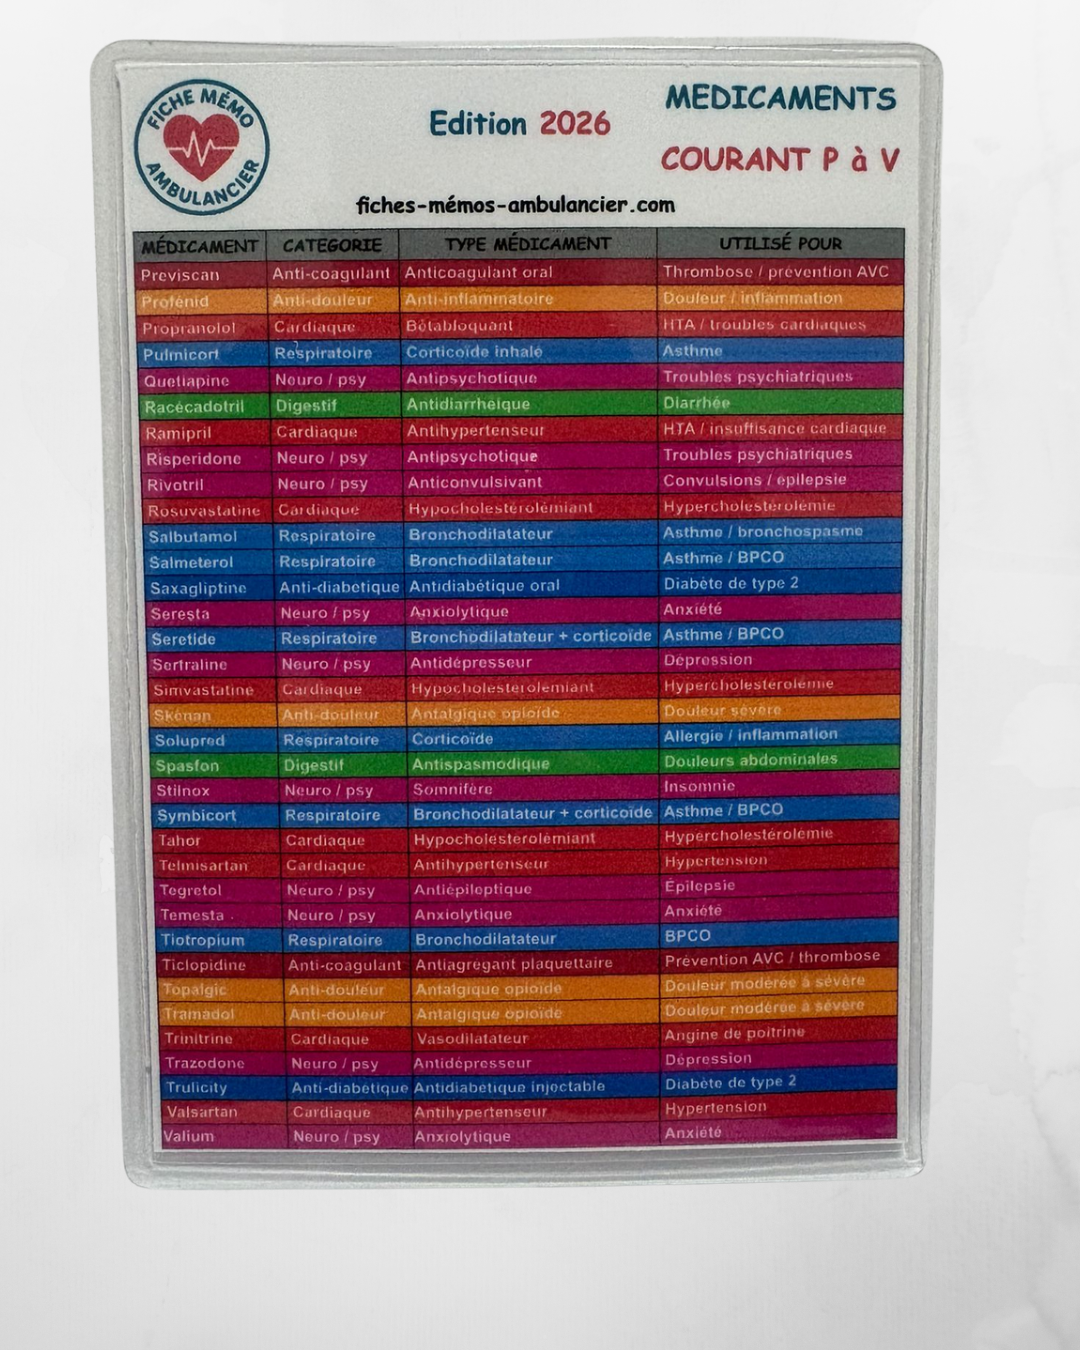 FICHE MÉMO
AMBULANCIER
Edition 2026
MEDICAMENTS
COURANT P à V
fiches-mémos-ambulancier.com
MÉDICAMENT CATEGORIE TYPE MÉDICAMENT UTILISÉ POUR
Previscan Anti-coagulant Anticoagulant oral Thrombose / prévention AVC
Profénid Anti-douleur Anti-inflammatoire Douleur / inflammation
Propranolol Cardiaque Bêtabloquant HTA / troubles cardiaques
Pulmicort Respiratoire Corticoïde inhalé Asthme
Quetiapine Neuro / psy Antipsychotique Troubles psychiatriques
Racécadotril Digestif Antidiarrhéique Diarrhée
Ramipril Cardiaque Antihypertenseur HTA / insuffisance cardiaque
Risperidone Neuro / psy Antipsychotique Troubles psychiatriques
Rivotril Neuro / psy Anticonvulsivant Convulsions / épilepsie
Rosuvastatine Cardiaque Hypocholestérolémiant Hypercholestérolémie
Salbutamol Respiratoire Bronchodilatateur Asthme / bronchospasme
Salmeterol Respiratoire Bronchodilatateur Asthme / BPCO
Saxagliptine Anti-diabétique Antidiabétique oral Diabète de type 2
Seresta Neuro / psy Anxiolytique Anxiété
Seretide Respiratoire Bronchodilatateur + corticoïde Asthme / BPCO
Sertraline Neuro / psy Antidépresseur Dépression
Simvastatine Cardiaque Hypocholestérolémiant Hypercholestérolémie
Skénan Anti-douleur Antalgique opioïde Douleur sévère
Solupred Respiratoire Corticoïde Allergie / inflammation
Spasfon Digestif Antispasmodique Douleurs abdominales
Stilnox Neuro / psy Somnifère Insomnie
Symbicort Respiratoire Bronchodilatateur + corticoïde Asthme / BPCO
Tahor Cardiaque Hypocholestérolémiant Hypercholestérolémie
Telmisartan Cardiaque Antihypertenseur Hypertension
Tegretol Neuro / psy Antiépileptique Épilepsie
Temesta Neuro / psy Anxiolytique Anxiété
Tiotropium Respiratoire Bronchodilatateur BPCO
Ticlopidine Anti-coagulant Antiagrégant plaquettaire Prévention AVC / thrombose
Topalgic Anti-douleur Antalgique opioïde Douleur modérée à sévère
Tramadol Anti-douleur Antalgique opioïde Douleur modérée à sévère
Trinitrine Cardiaque Vasodilatateur Angine de poitrine
Trazodone Neuro / psy Antidépresseur Dépression
Trulicity Anti-diabétique Antidiabétique injectable Diabète de type 2
Valsartan Cardiaque Antihypertenseur Hypertension
Valium Neuro / psy Anxiolytique Anxiété